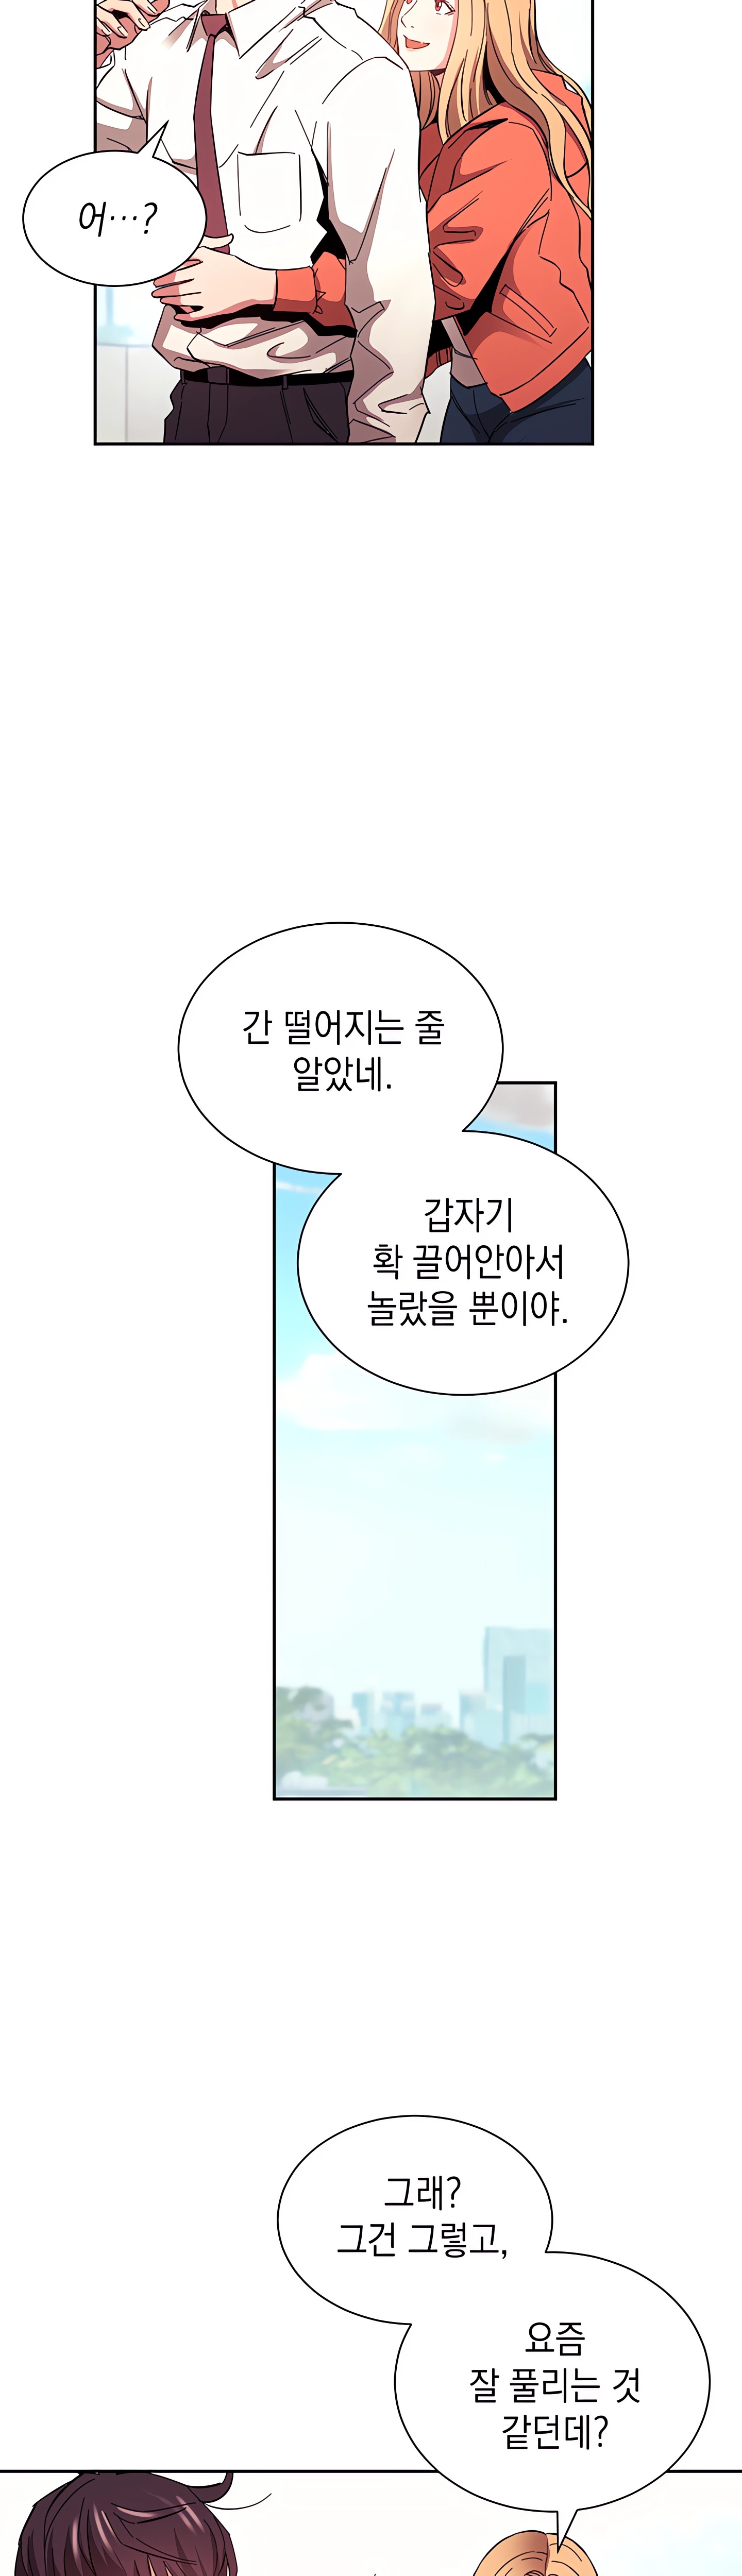 어…?
간 떨어지는 줄
알았네.
갑자기
확 끌어안아서
놀랐을 뿐이야.
그래?
그건 그렇고,
요즘
잘 풀리는 것
같던데?